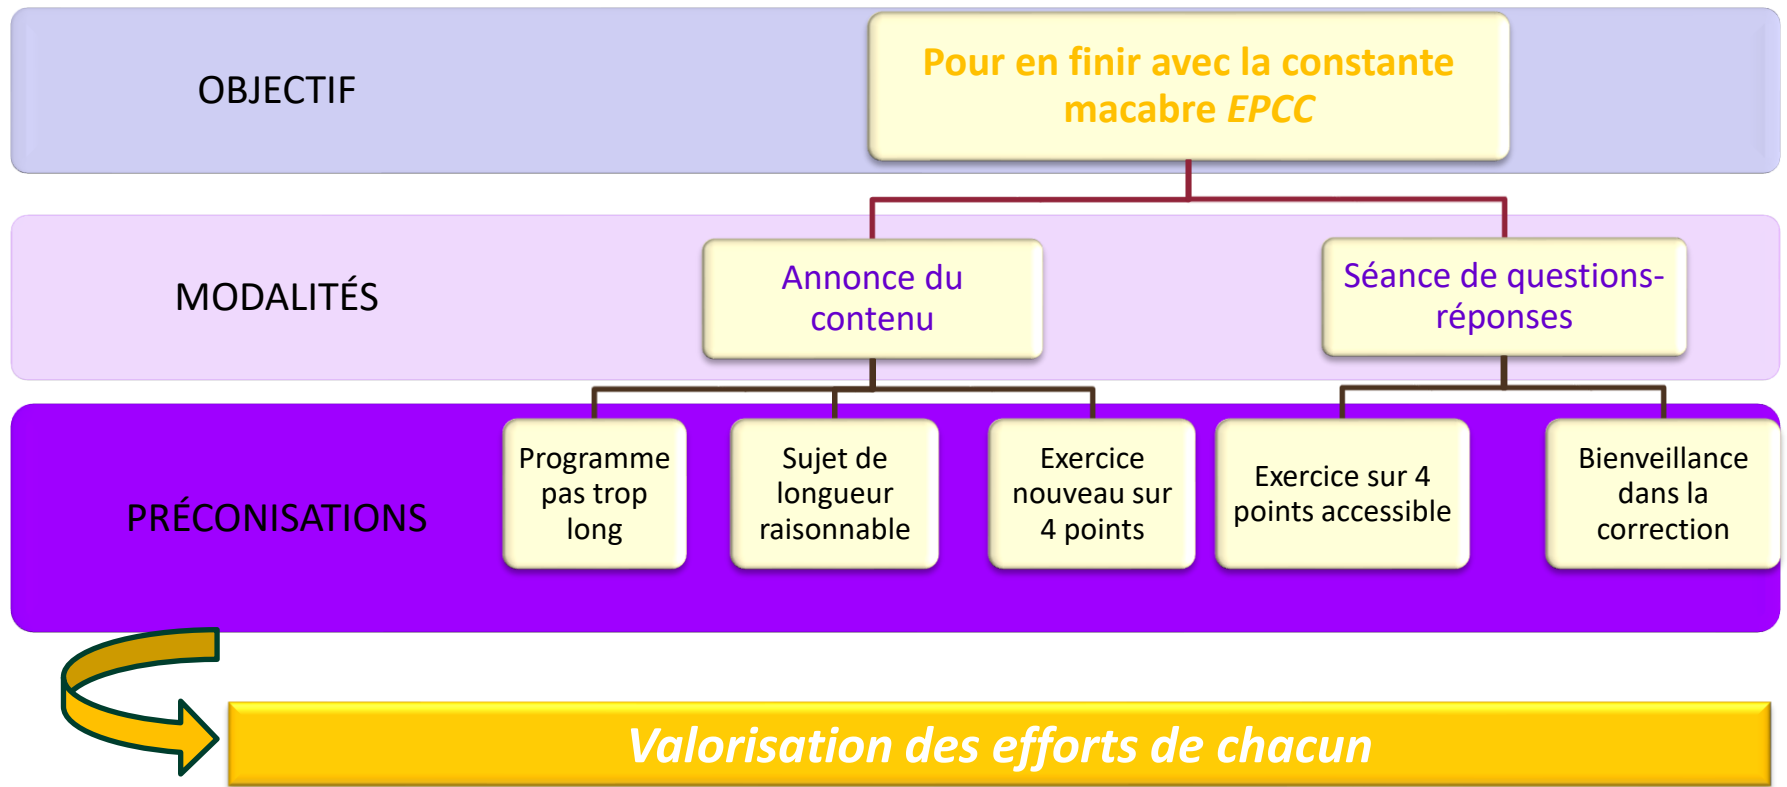 OBJECTIF
Pour en finir avec la constante
macabre EPCC
MODALITÉS
Annonce du
contenu
Séance de questions-
réponses
PRÉCONISATIONS
Programme
pas trop
long
Sujet de
longueur
raisonnable
Exercice
nouveau sur
4 points
Exercice sur 4
points accessible
Bienveillance
dans la
correction
Valorisation des efforts de chacun